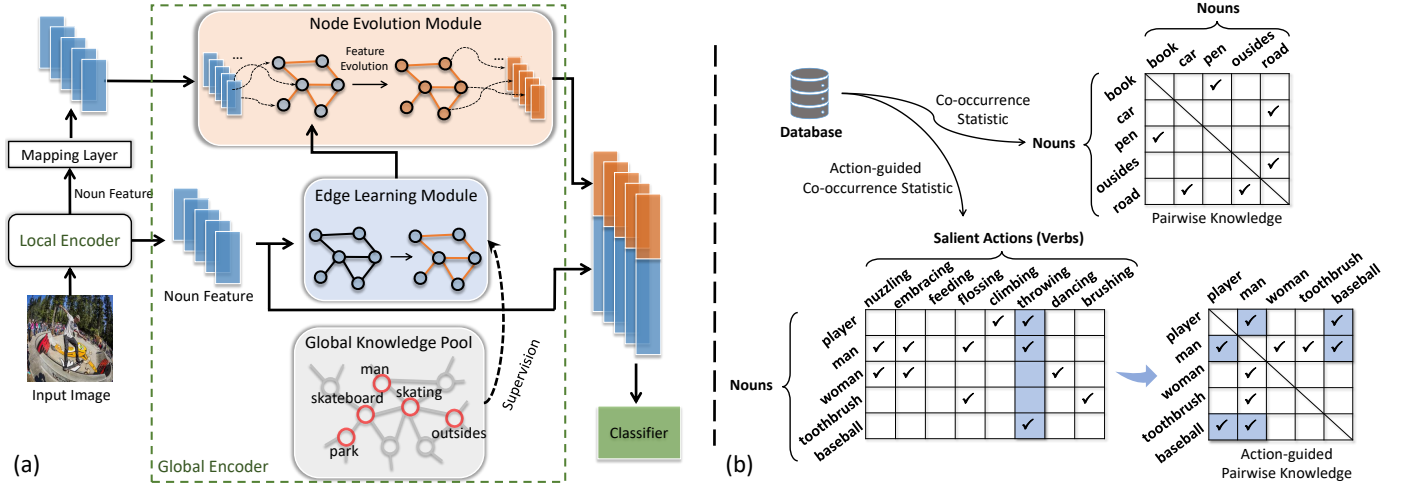 Node Evolution Module
...
Feature
Evolution
...
Mapping Layer
Noun Feature
Local Encoder
Noun Feature
Edge Learning Module
Input Image
Global Knowledge Pool
man
skateboard
skating
outsides
park
Supervision
Classifier
Global Encoder
(a)
Nouns
book
car
pen
ousides
road
Database
Co-occurrence
Statistic
Action-guided
Co-occurrence Statistic
Nouns
book
car
pen
ousides
road
Pairwise Knowledge
Salient Actions (Verbs)
nuzzling
embracing
feeding
flossing
climbing
throwing
dancing
brushing
Nouns
player
man
woman
toothbrush
baseball
player
man
woman
toothbrush
baseball
player
man
woman
toothbrush
baseball
Action-guided
Pairwise Knowledge
(b)